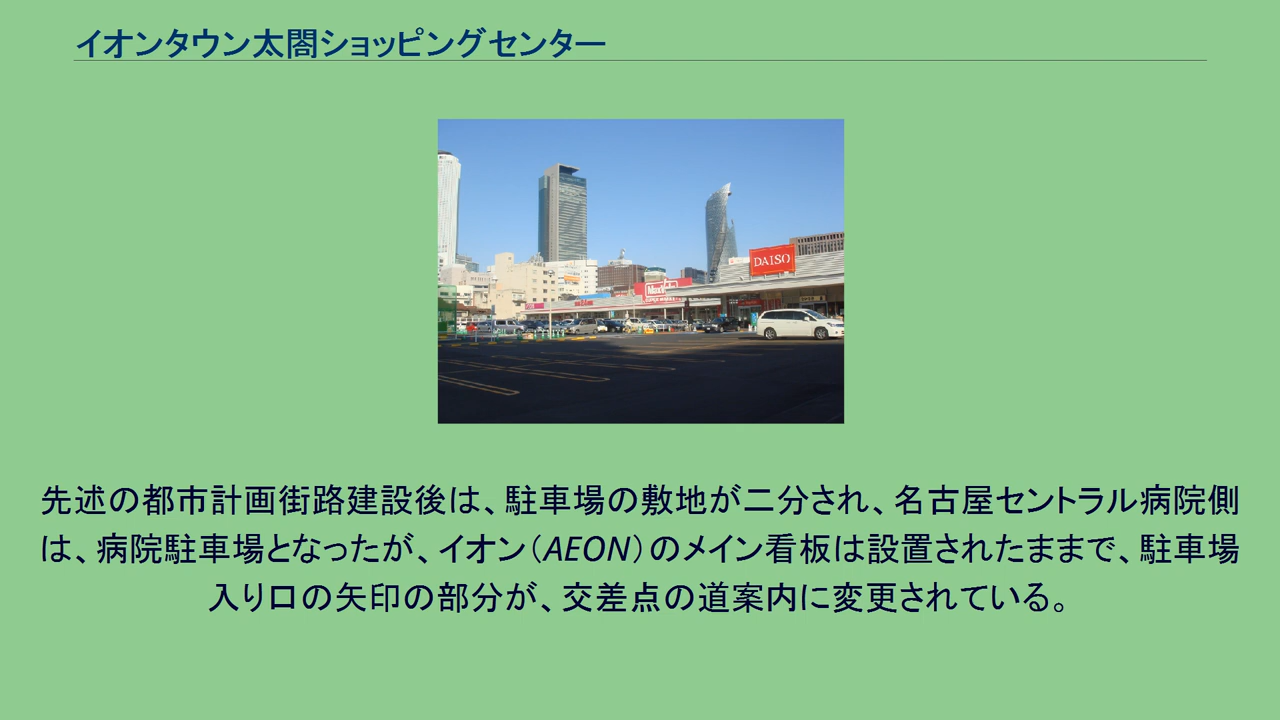 イオンタウン太閤ショッピングセンター
DAISO
先述の都市計画街路建設後は、駐車場の敷地が二分され、名古屋セントラル病院側
は、病院駐車場となったが、イオン（AEON）のメイン看板は設置されたままで、駐車場
入り口の矢印の部分が、交差点の道案内に変更されている。